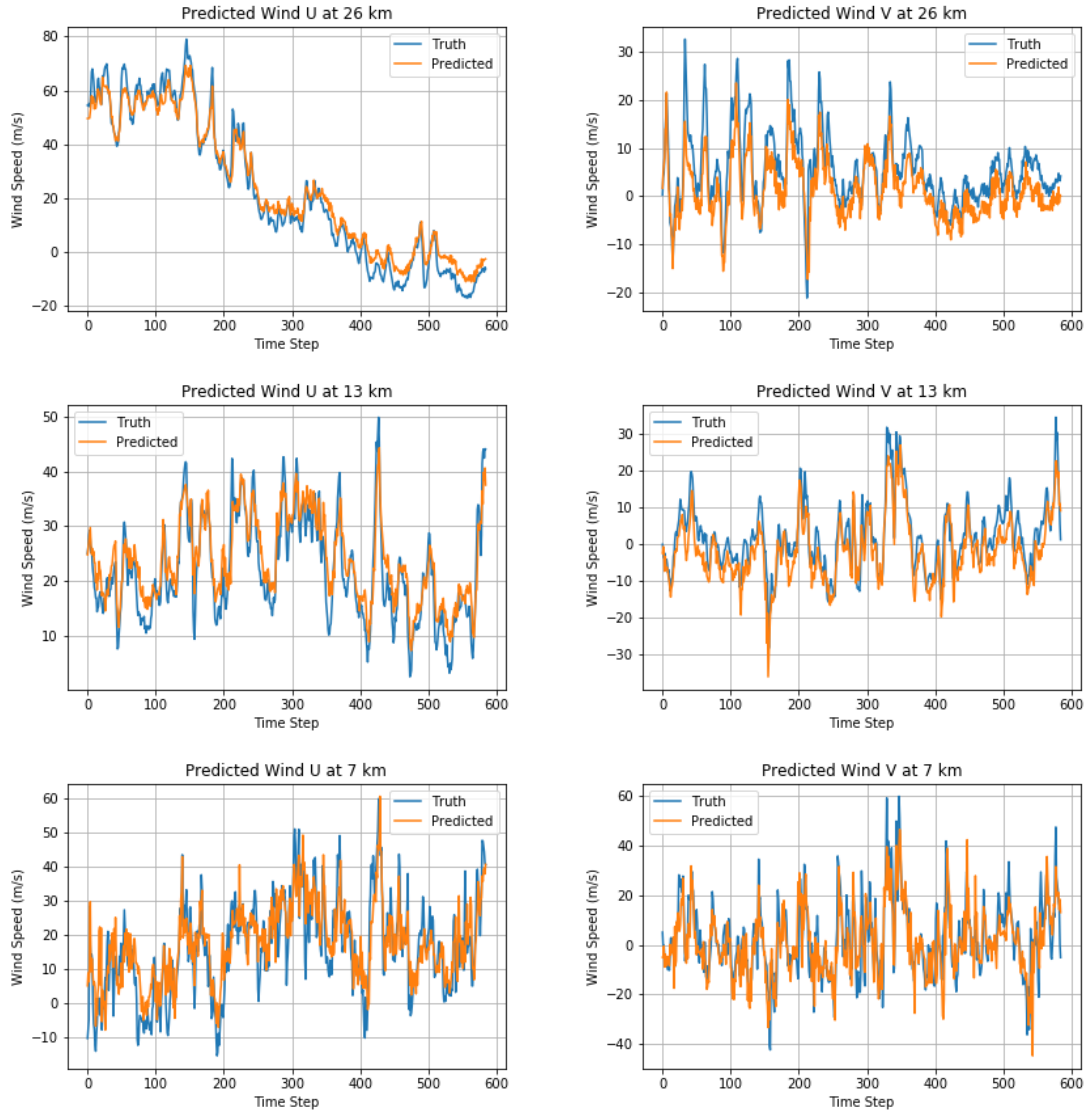 Predicted Wind U at 26 km
Truth
Predicted
Wind Speed (m/s)
80
60
40
20
0
−20
0 100 200 300 400 500 600
Time Step
Predicted Wind V at 26 km
Truth
Predicted
Wind Speed (m/s)
30
20
10
0
−10
−20
0 100 200 300 400 500 600
Time Step
Predicted Wind U at 13 km
Truth
Predicted
Wind Speed (m/s)
50
40
30
20
10
0 100 200 300 400 500 600
Time Step
Predicted Wind V at 13 km
Truth
Predicted
Wind Speed (m/s)
30
20
10
0
−10
−20
−30
0 100 200 300 400 500 600
Time Step
Predicted Wind U at 7 km
Truth
Predicted
Wind Speed (m/s)
60
50
40
30
20
10
0
−10
0 100 200 300 400 500 600
Time Step
Predicted Wind V at 7 km
Truth
Predicted
Wind Speed (m/s)
60
40
20
0
−20
−40
0 100 200 300 400 500 600
Time Step